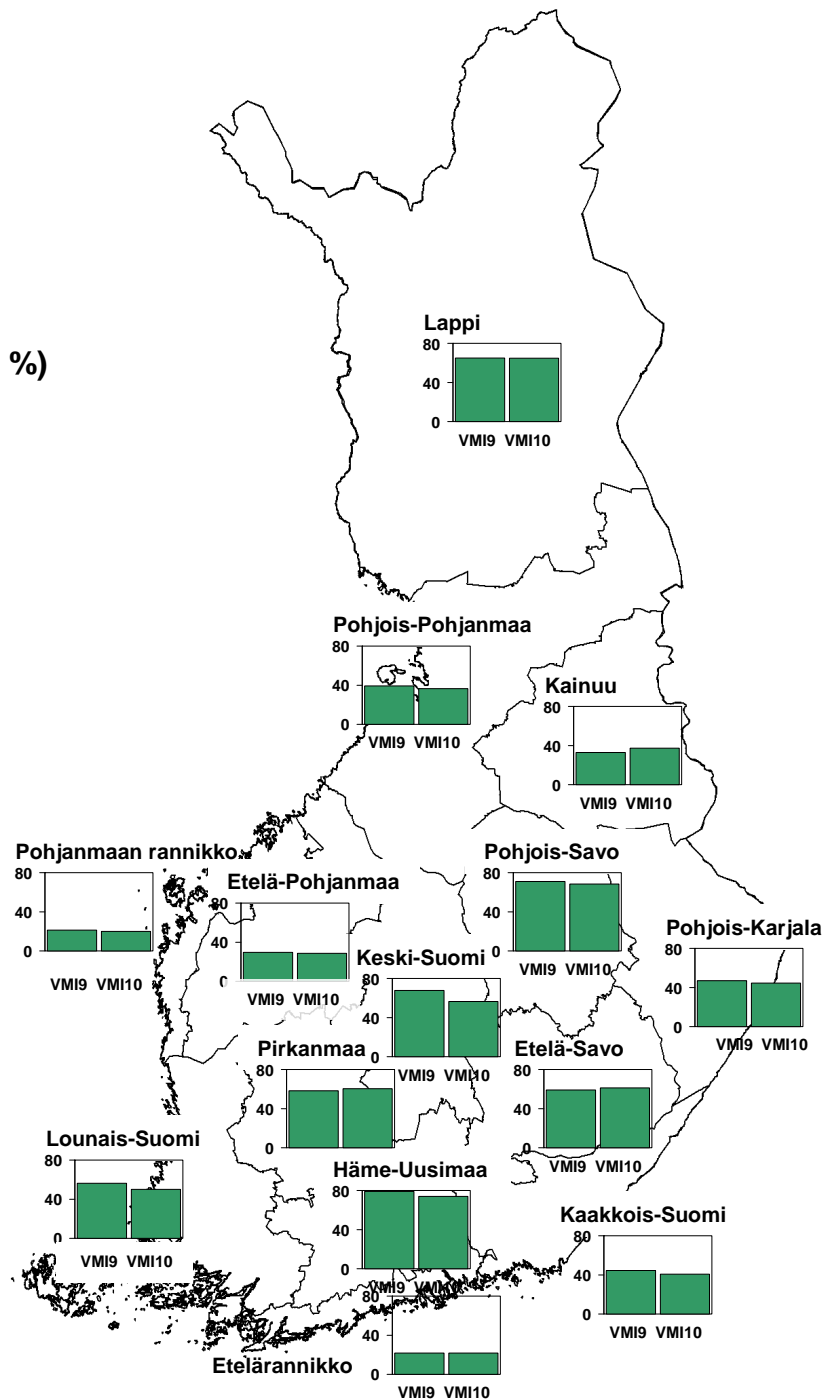 Lappi
80
%)
40
0
VMI9 VMI10
Pohjois-Pohjanmaa
80
40
0
VMI9 VMI10
Kainuu
80
40
0
VMI9 VMI10
Pohjanmaan rannikko
80
40
0
VMI9 VMI10
Etelä-Pohjanmaa
80
40
0
VMI9 VMI10
Pohjois-Savo
80
40
0
VMI9 VMI10
Pohjois-Karjala
80
40
0
VMI9 VMI10
Keski-Suomi
80
40
0
VMI9 VMI10
Pirkanmaa
80
40
0
VMI9 VMI10
Etelä-Savo
80
40
0
VMI9 VMI10
Lounais-Suomi
80
40
0
VMI9 VMI10
Häme-Uusimaa
80
40
0
VMI9 VMI10
Kaakkois-Suomi
80
40
0
VMI9 VMI10
80
40
0
Etelärannikko
VMI9 VMI10